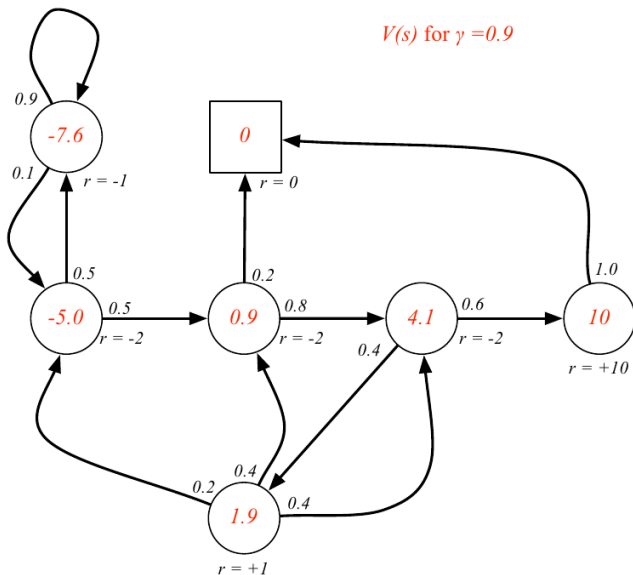 V(s) for γ =0.9
0.9
-7.6
0
0.1
r = -1
r = 0
0.5
0.2
1.0
-5.0
0.5
0.9
0.8
4.1
0.6
10
r = -2
r = -2
0.4
r = -2
r = +10
0.2
0.4
0.4
1.9
r = +1